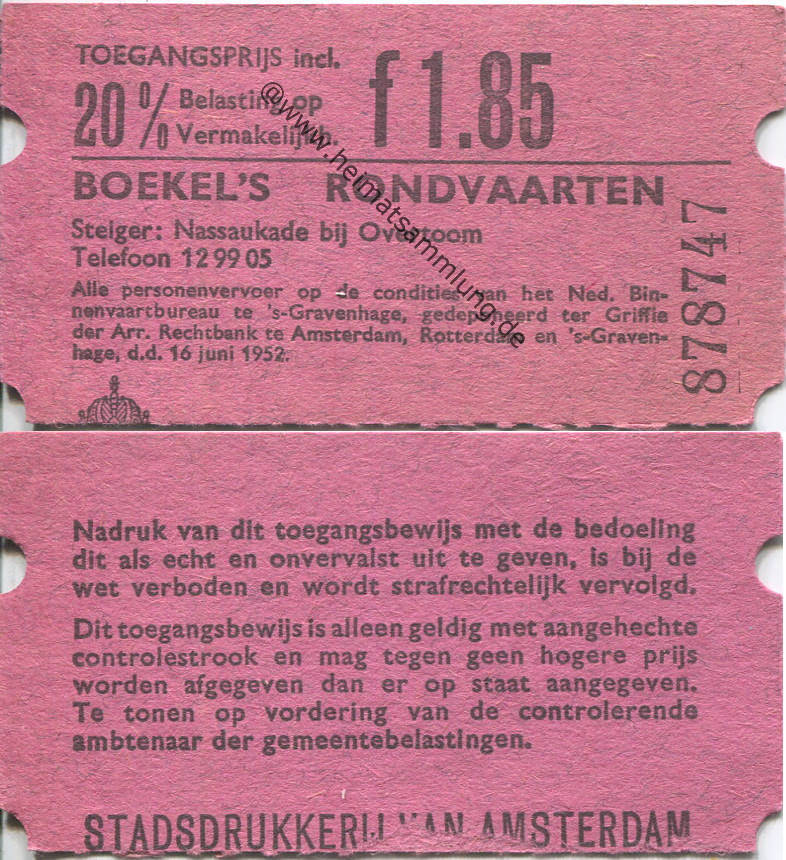 TOEGANGSPRIJS incl.
20% Belasting op
Vermakelijkh.
f 1.85
BOEKEL'S RONDVAARTEN
Steiger: Nassaukade bij Overtoom
Telefoon 12 99 05
Alle personenvervoer op de condities van het Ned. Bin-
nenvaartbureau te 's-Gravenhage, gedeponeerd ter Griffie
der Arr. Rechtbank te Amsterdam, Rotterdam en 's-Graven-
hage, d.d. 16 juni 1952.
878747
@www.heimatsammlung.de
Nadruk van dit toegangsbewijs met de bedoeling
dit als echt en onvervalst uit te geven, is bij de
wet verboden en wordt strafrechtelijk vervolgd.
Dit toegangsbewijs is alleen geldig met aangehechte
controlestrook en mag tegen geen hogere prijs
worden afgegeven dan er op staat aangegeven.
Te tonen op vordering van de controlerende
ambtenaar der gemeentebelastingen.
STADSDRUKKERIJ VAN AMSTERDAM